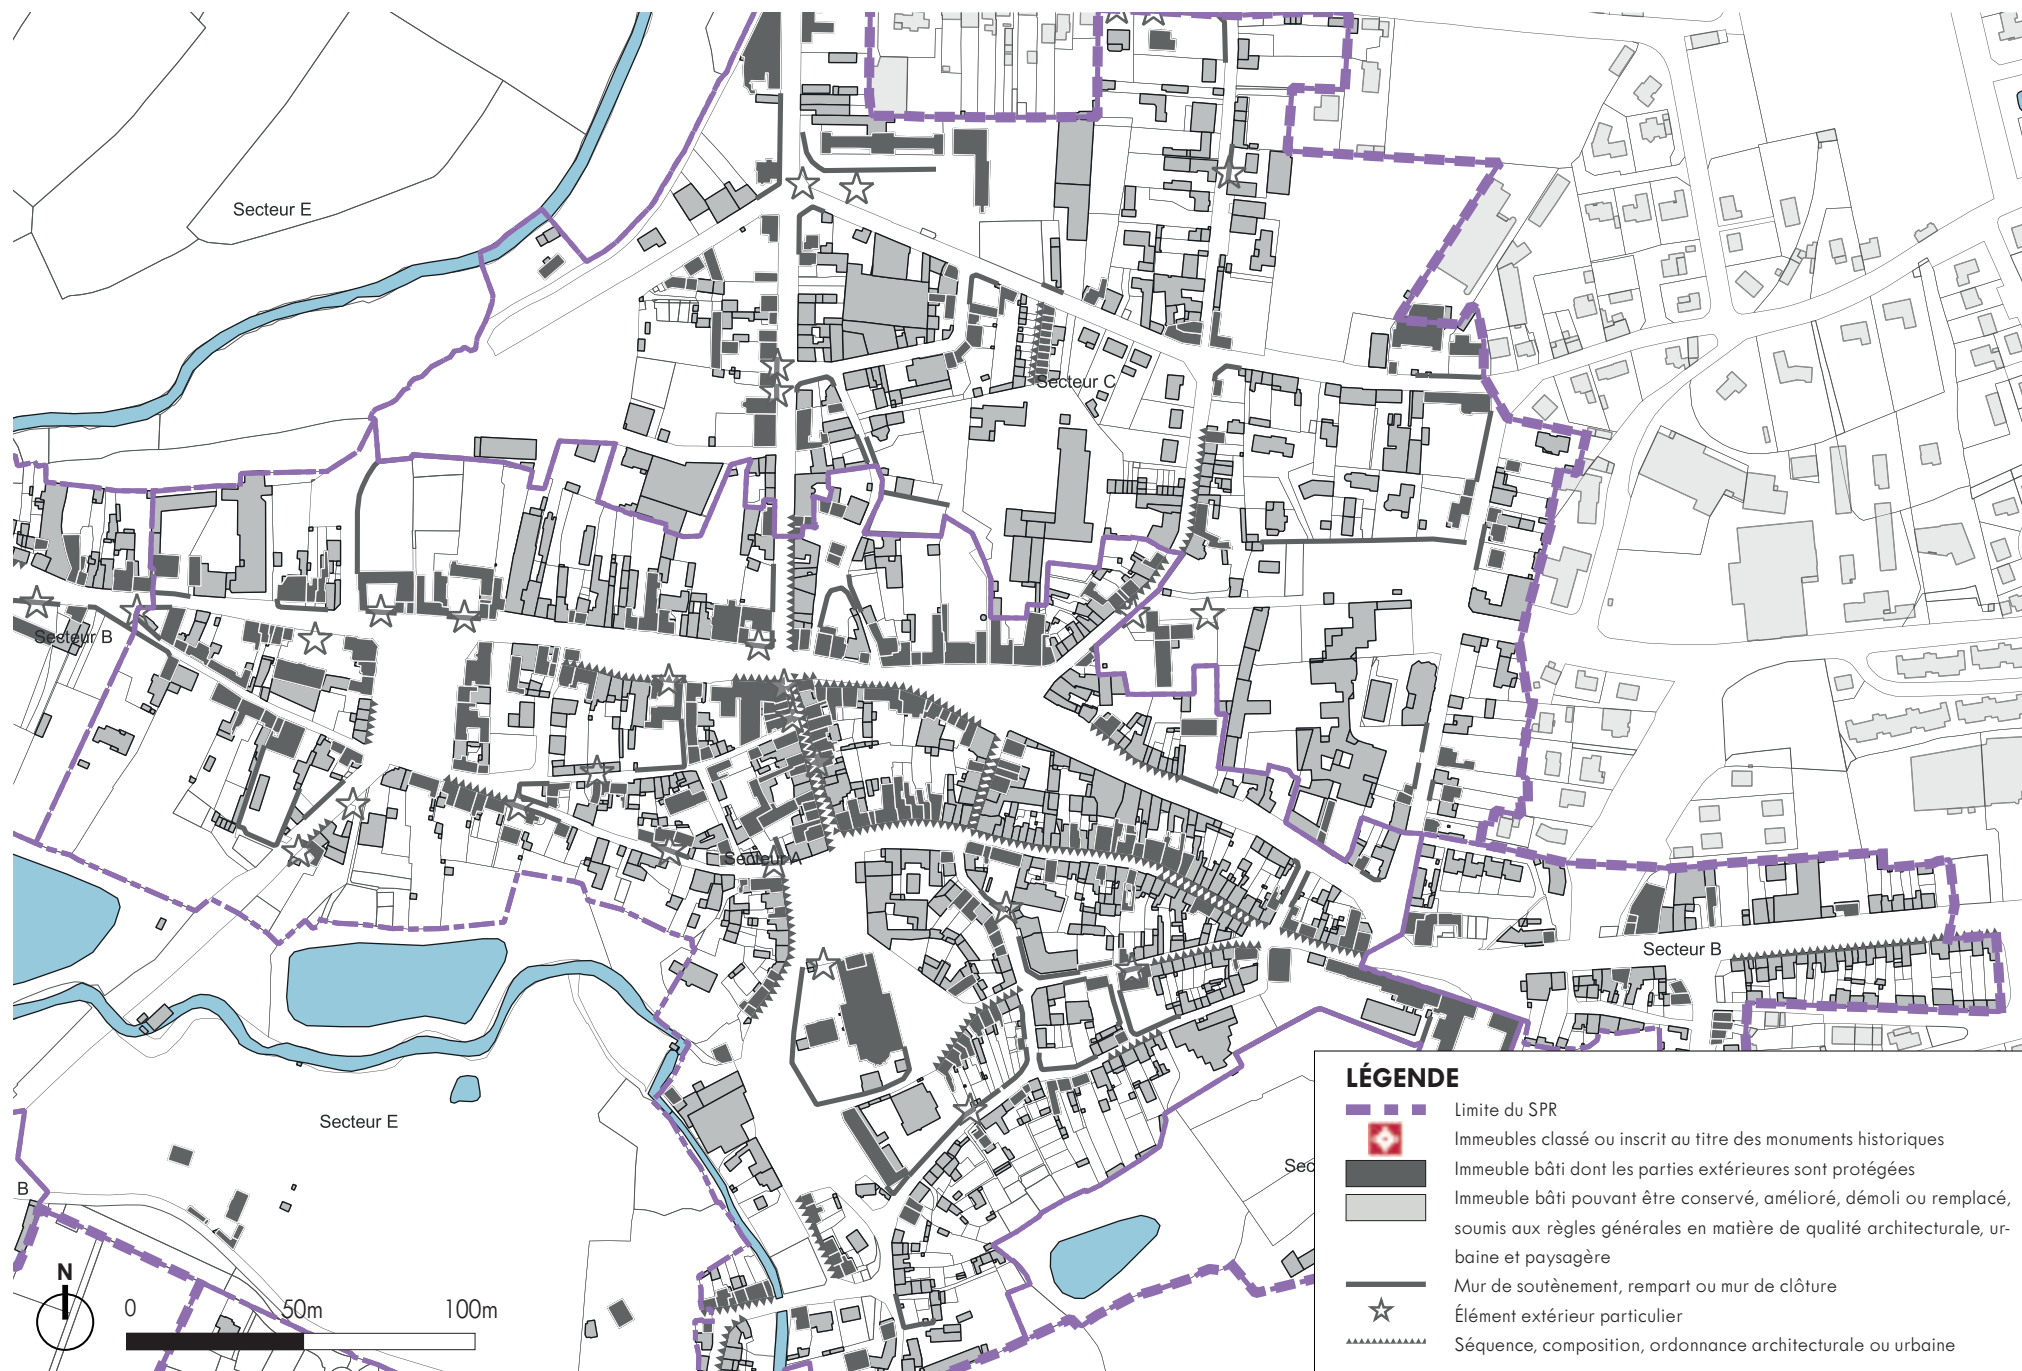 Secteur E
Secteur C
Secteur B
Secteur A
Secteur B
Secteur E
Sec
B
N
0 50m 100m
LÉGENDE
Limite du SPR
Immeubles classé ou inscrit au titre des monuments historiques
Immeuble bâti dont les parties extérieures sont protégées
Immeuble bâti pouvant être conservé, amélioré, démoli ou remplacé,
soumis aux règles générales en matière de qualité architecturale, ur-
baine et paysagère
Mur de soutènement, rempart ou mur de clôture
Élément extérieur particulier
Séquence, composition, ordonnance architecturale ou urbaine